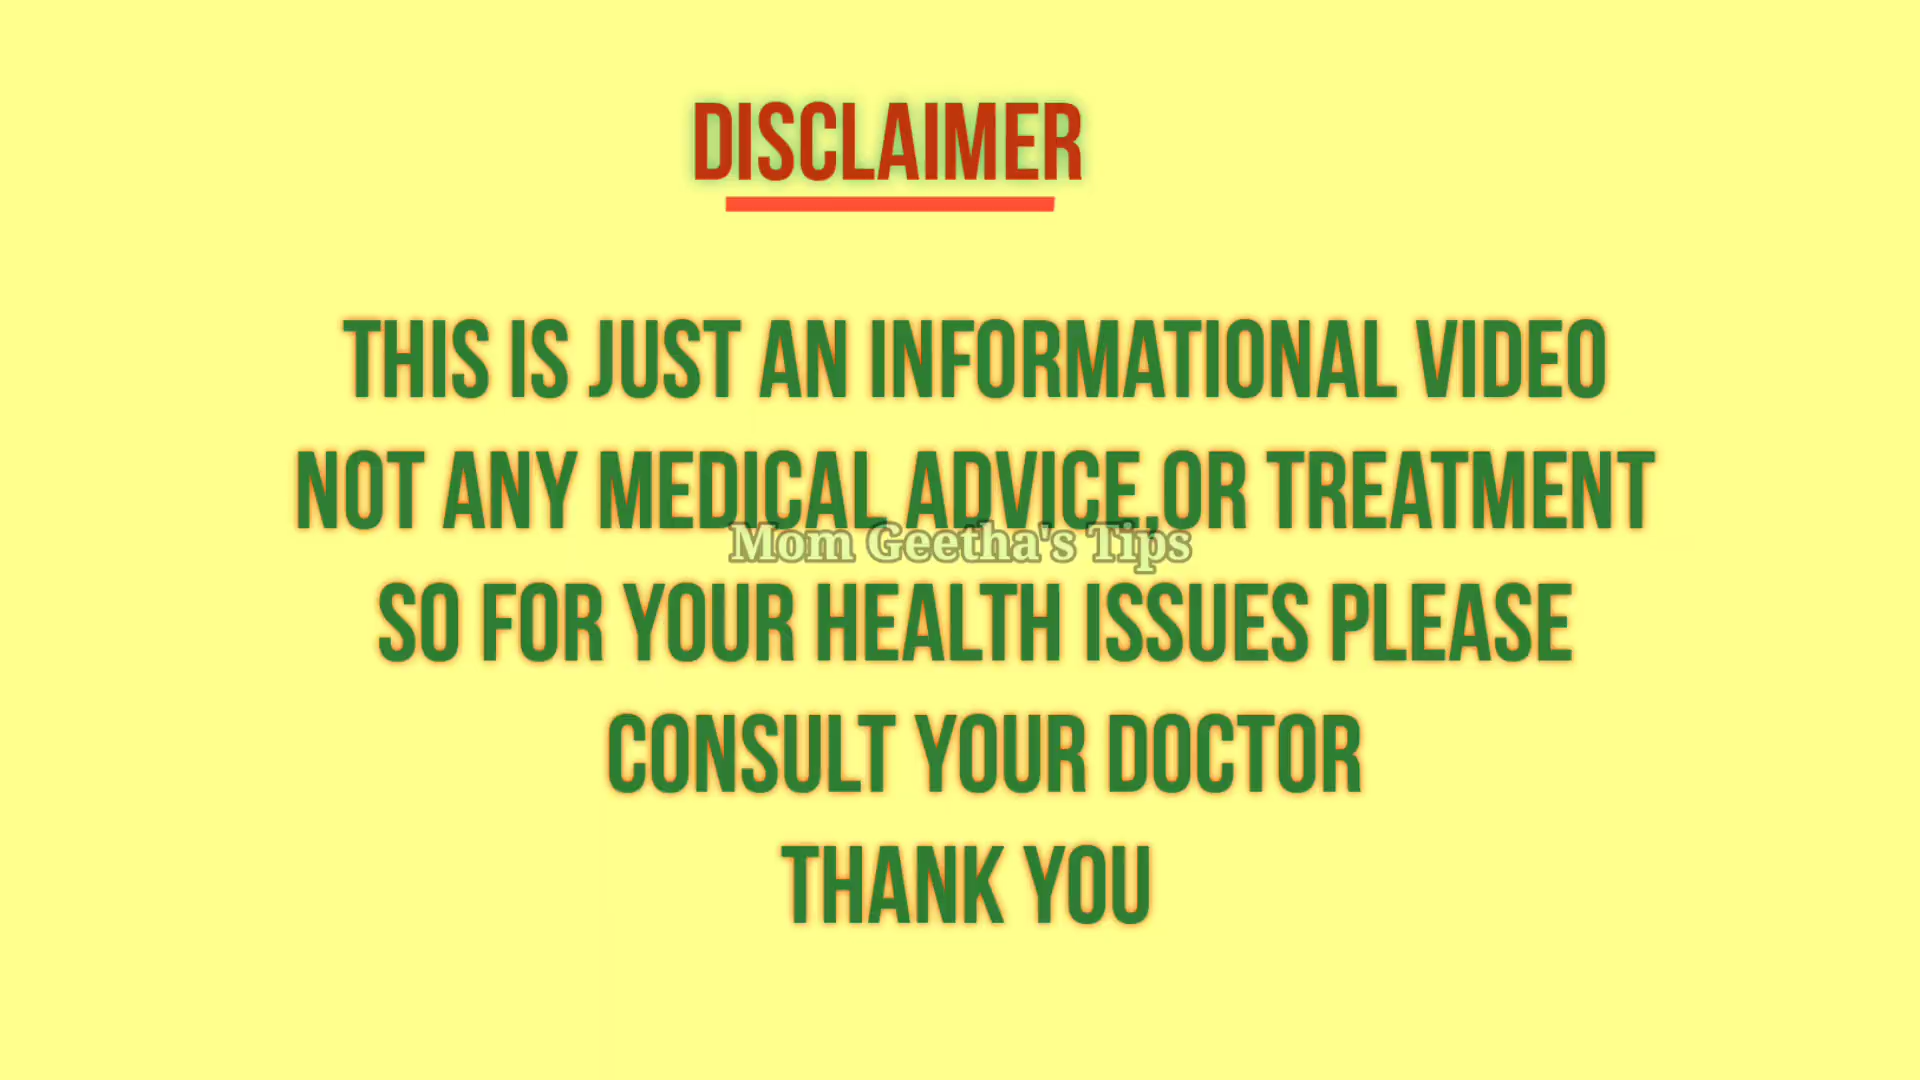 DISCLAIMER
THIS IS JUST AN INFORMATIONAL VIDEO
NOT ANY MEDICAL ADVICE,OR TREATMENT
Mom Geetha's Tips
SO FOR YOUR HEALTH ISSUES PLEASE
CONSULT YOUR DOCTOR
THANK YOU